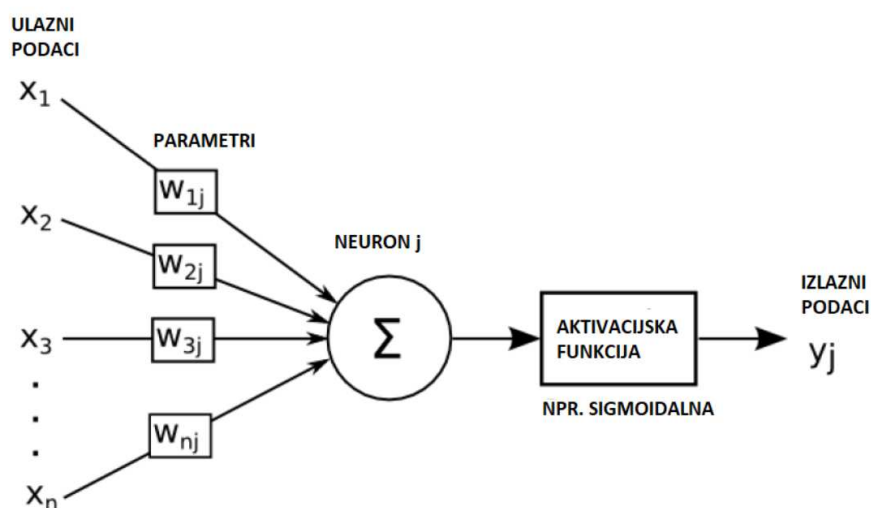 ULAZNI
PODACI
x1
PARAMETRI
w1j
x2
w2j
NEURON j
x3
w3j
Σ
AKTIVACIJSKA
FUNKCIJA
NPR. SIGMOIDALNA
IZLAZNI
PODACI
yj
.
.
.
wnj
xn